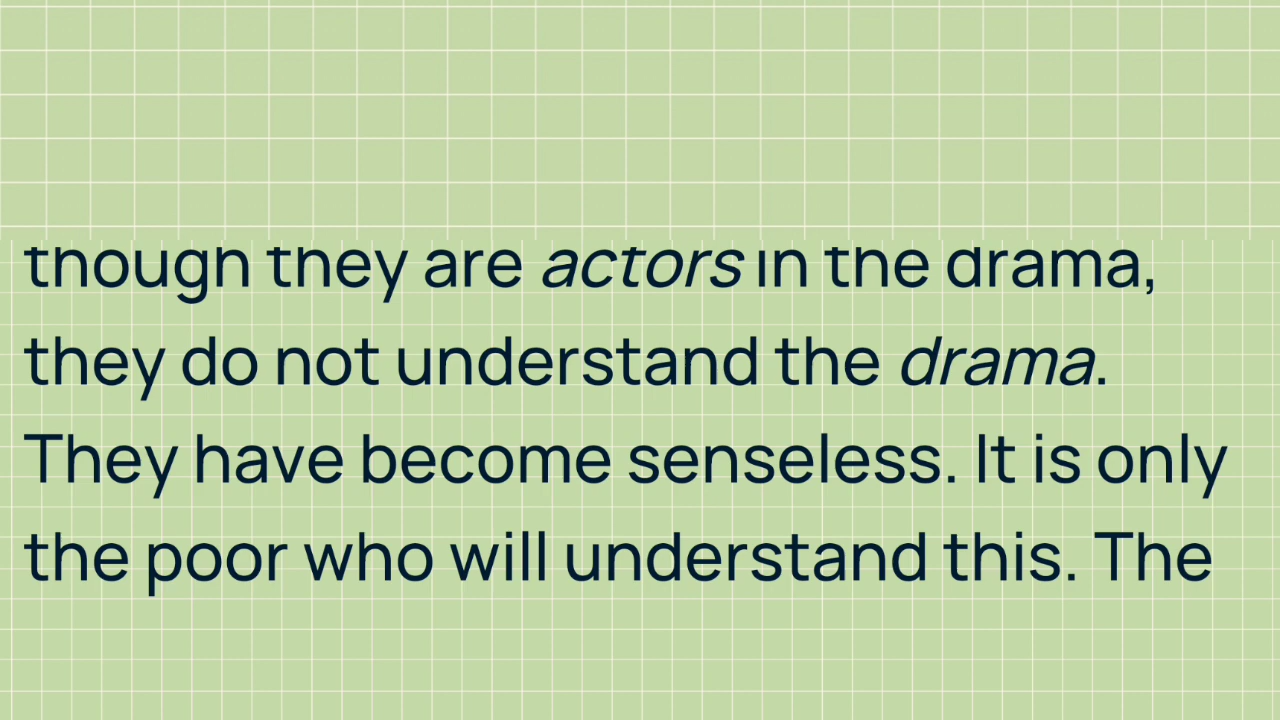 though they are actors in the drama,
they do not understand the drama.
They have become senseless. It is only
the poor who will understand this. The